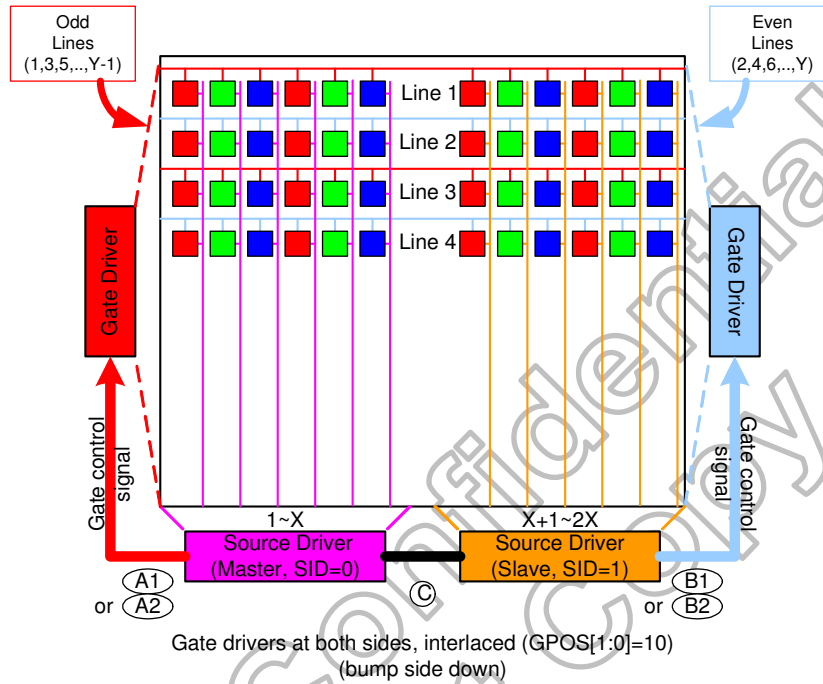 Odd
Lines
(1,3,5,..,Y-1)
Even
Lines
(2,4,6,..,Y)
Line 1
Line 2
Line 3
Line 4
Gate Driver
Gate Driver
Gate control
signal
Gate control
signal
1~X
X+1~2X
Source Driver
(Master, SID=0)
Source Driver
(Slave, SID=1)
A1
or A2
C
B1
or B2
Gate drivers at both sides, interlaced (GPOS[1:0]=10)
(bump side down)
Confidential
Copy